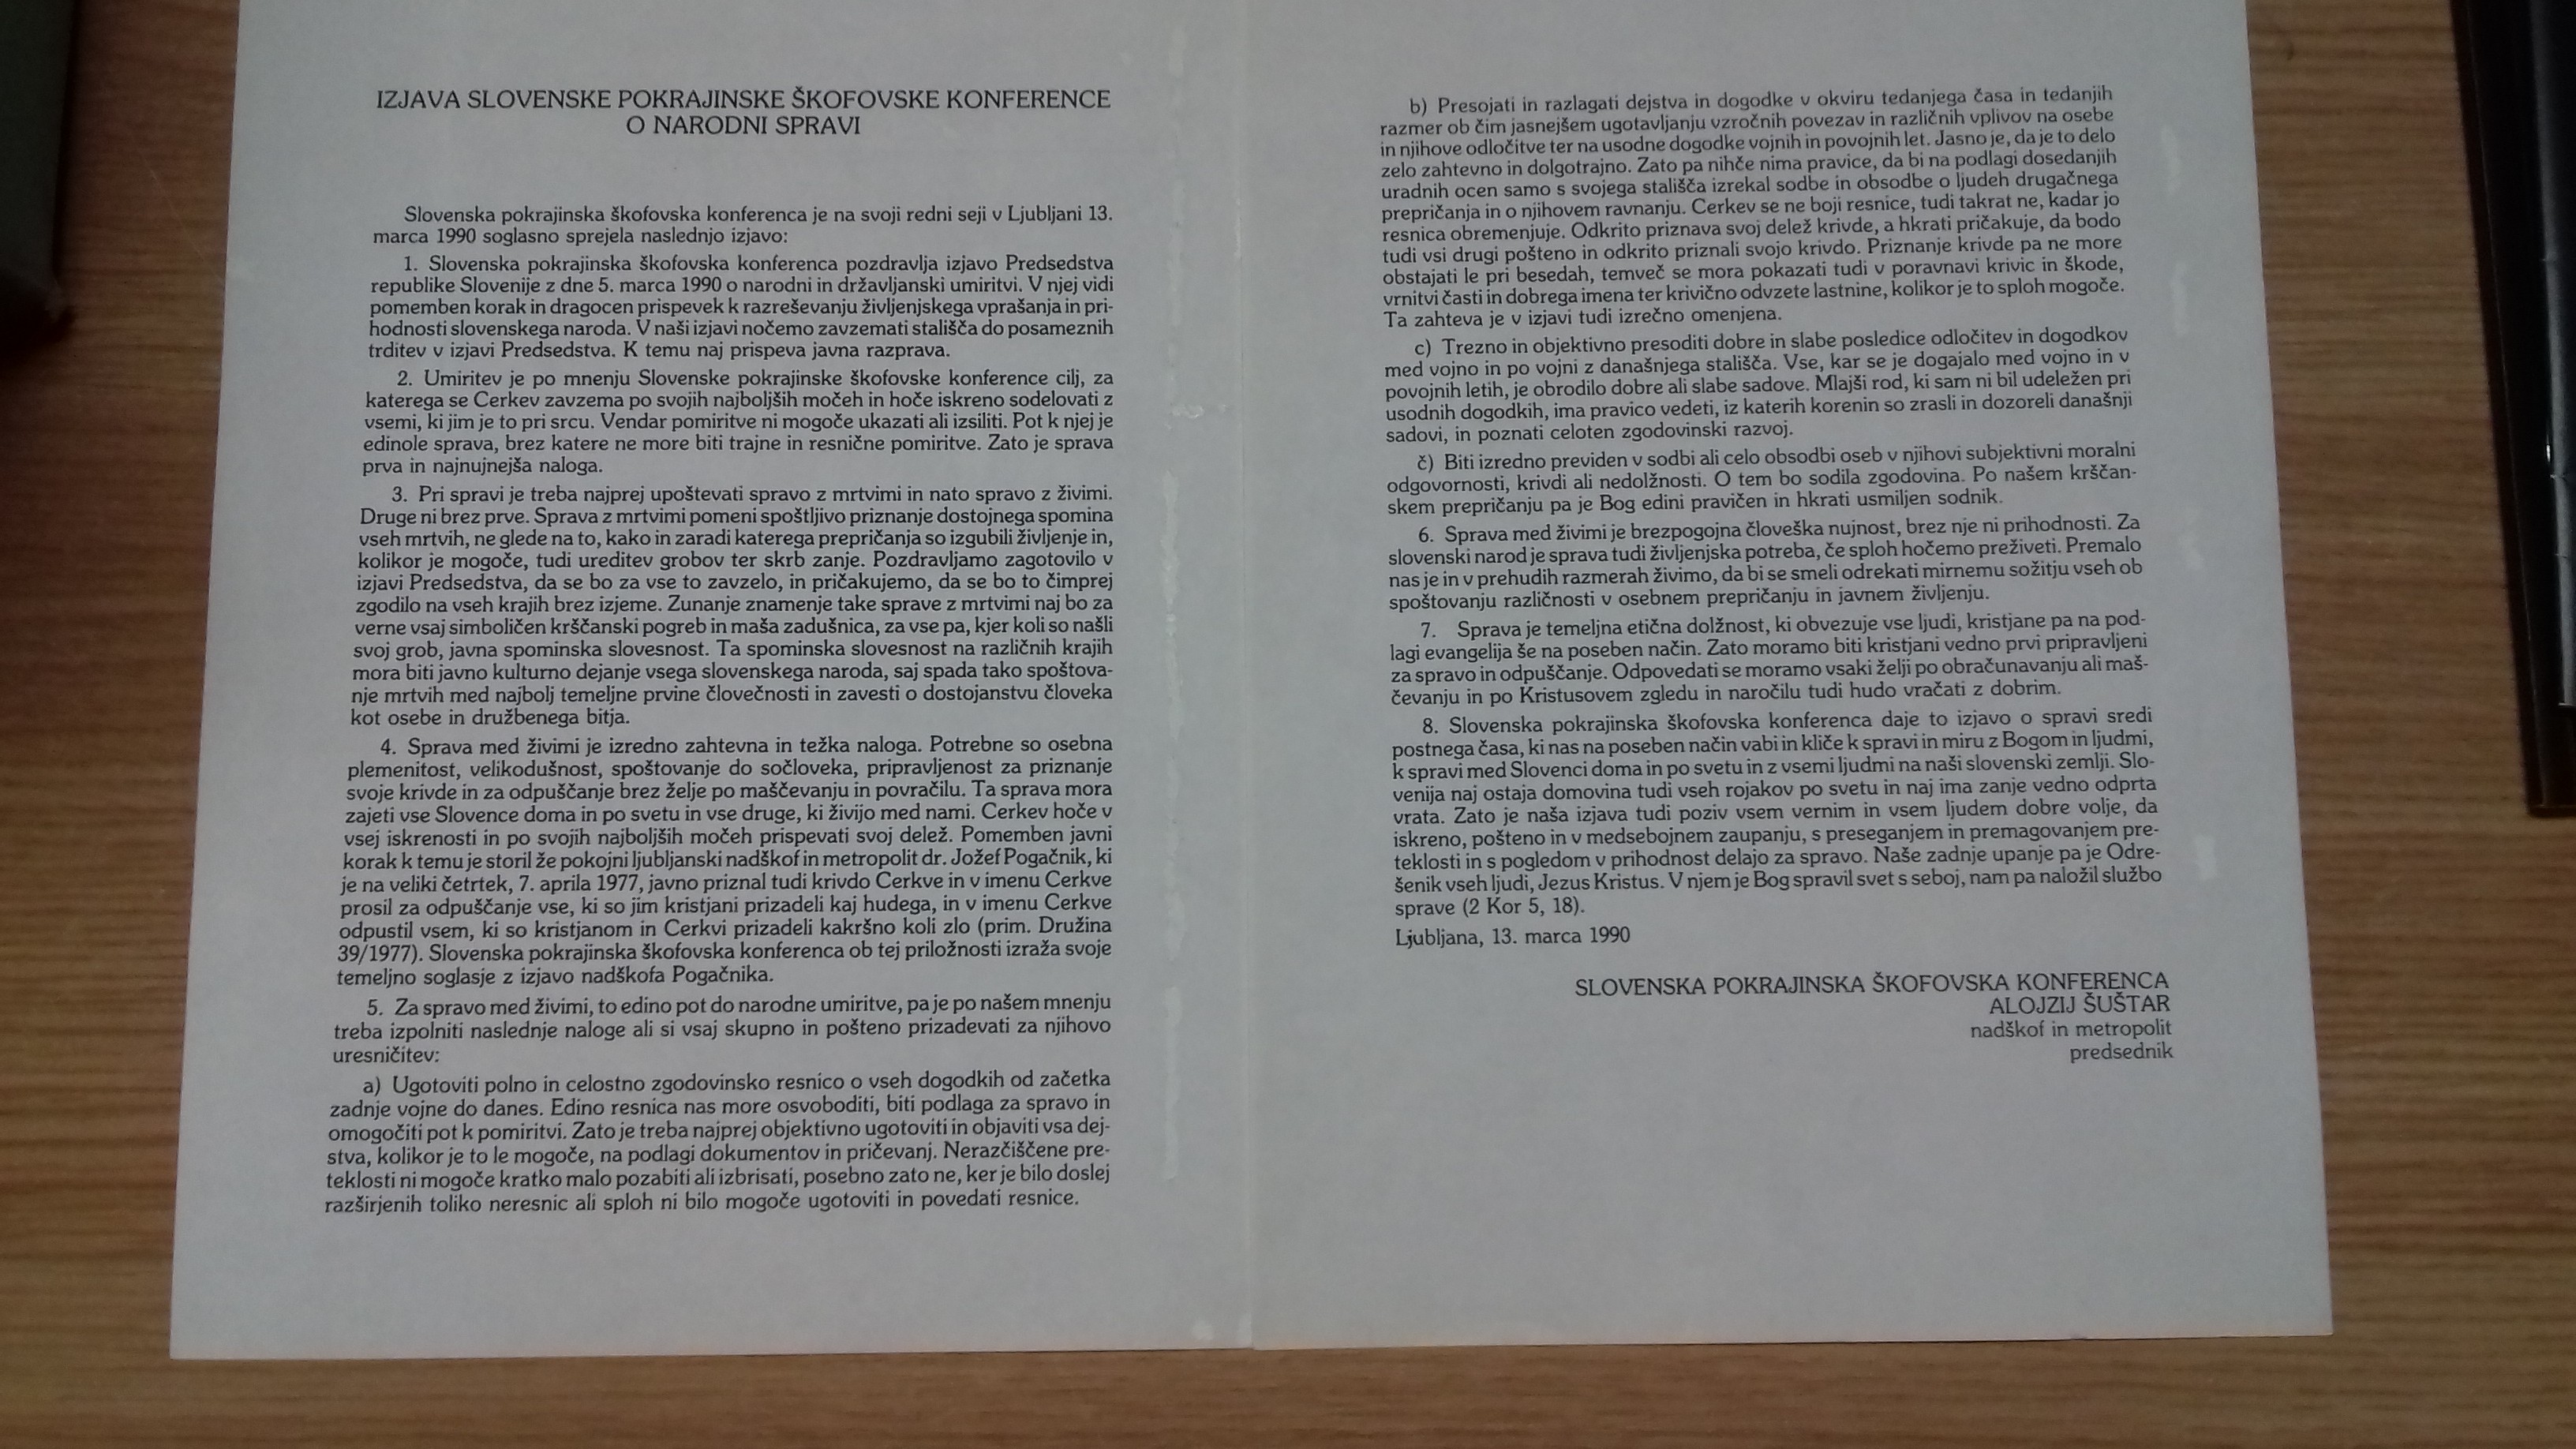 IZJAVA SLOVENSKE POKRAJINSKE ŠKOFOVSKE KONFERENCE
O NARODNI SPRAVI
Slovenska pokrajinska škofovska konferenca je na svoji redni seji v Ljubljani 13.
marca 1990 soglasno sprejela naslednjo izjavo:
1. Slovenska pokrajinska škofovska konferenca pozdravlja izjavo Predsedstva
republike Slovenije z dne 5. marca 1990 o narodni in državljanski umiritvi. V njej vidi
pomemben korak in dragocen prispevek k razreševanju življenjskega vprašanja in pri-
hodnosti slovenskega naroda. V naši izjavi nočemo zavzemati stališča do posameznih
trditev v izjavi Predsedstva. K temu naj prispeva javna razprava.
2. Umiritev je po mnenju Slovenske pokrajinske škofovske konference cilj, za
katerega se Cerkev zavzema po svojih najboljših močeh in hoče iskreno sodelovati z
vsemi, ki jim je to pri srcu. Vendar pomiritve ni mogoče ukazati ali izsiliti. Pot k njej je
edinole sprava, brez katere ne more biti trajne in resnične pomiritve. Zato je sprava
prva in najnujnejša naloga.
3. Pri spravi je treba najprej upoštevati spravo z mrtvimi in nato spravo z živimi.
Druge ni brez prve. Sprava z mrtvimi pomeni spoštljivo priznanje dostojnega spomina
vseh mrtvih, ne glede na to, kako in zaradi katerega prepričanja so izgubili življenje in,
kolikor je mogoče, tudi ureditev grobov ter skrb zanje. Pozdravljamo zagotovilo v
izjavi Predsedstva, da se bo za vse to zavzelo, in pričakujemo, da se bo to čimprej
zgodilo na vseh krajih brez izjeme. Zunanje znamenje take sprave z mrtvimi naj bo za
verne vsaj simboličen krščanski pogreb in maša zadušnica, za vse pa, kjer koli so našli
svoj grob, javna spominska slovesnost. Ta spominska slovesnost na različnih krajih
mora biti javno kulturno dejanje vsega slovenskega naroda, saj spada tako spoštova-
nje mrtvih med najbolj temeljne prvine človečnosti in zavesti o dostojanstvu človeka
kot osebe in družbenega bitja.
4. Sprava med živimi je izredno zahtevna in težka naloga. Potrebne so osebna
plemenitost, velikodušnost, spoštovanje do sočloveka, pripravljenost za priznanje
svoje krivde in za odpuščanje brez želje po maščevanju in povračilu. Ta sprava mora
zajeti vse Slovence doma in po svetu in vse druge, ki živijo med nami. Cerkev hoče v
vsej iskrenosti in po svojih najboljših močeh prispevati svoj delež. Pomemben javni
korak k temu je storil že pokojni ljubljanski nadškof in metropolit dr. Jožef Pogačnik, ki
je na veliki četrtek, 7. aprila 1977, javno priznal tudi krivdo Cerkve in v imenu Cerkve
prosil za odpuščanje vse, ki so jim kristjani prizadeli kaj hudega, in v imenu Cerkve
odpustil vsem, ki so kristjanom in Cerkvi prizadeli kakršno koli zlo (prim. Družina
39/1977). Slovenska pokrajinska škofovska konferenca ob tej priložnosti izraža svoje
temeljno soglasje z izjavo nadškofa Pogačnika.
5. Za spravo med živimi, to edino pot do narodne umiritve, pa je po našem mnenju
treba izpolniti naslednje naloge ali si vsaj skupno in pošteno prizadevati za njihovo
uresničitev:
a) Ugotoviti polno in celostno zgodovinsko resnico o vseh dogodkih od začetka
zadnje vojne do danes. Edino resnica nas more osvoboditi, biti podlaga za spravo in
omogočiti pot k pomiritvi. Zato je treba najprej objektivno ugotoviti in objaviti vsa dej-
stva, kolikor je to le mogoče, na podlagi dokumentov in pričevanj. Nerazčiščene pre-
teklosti ni mogoče kratko malo pozabiti ali izbrisati, posebno zato ne, ker je bilo doslej
razširjenih toliko neresnic ali sploh ni bilo mogoče ugotoviti in povedati resnice.
b) Presojati in razlagati dejstva in dogodke v okviru tedanjega časa in tedanjih
razmer ob čim jasnejšem ugotavljanju vzročnih povezav in različnih vplivov na osebe
in njihove odločitve ter na usodne dogodke vojnih in povojnih let. Jasno je, da je to delo
zelo zahtevno in dolgotrajno. Zato pa nihče nima pravice, da bi na podlagi dosedanjih
uradnih ocen samo s svojega stališča izrekal sodbe in obsodbe o ljudeh drugačnega
prepričanja in o njihovem ravnanju. Cerkev se ne boji resnice, tudi takrat ne, kadar jo
resnica obremenjuje. Odkrito priznava svoj delež krivde, a hkrati pričakuje, da bodo
tudi vsi drugi pošteno in odkrito priznali svojo krivdo. Priznanje krivde pa ne more
obstajati le pri besedah, temveč se mora pokazati tudi v poravnavi krivic in škode,
vrnitvi časti in dobrega imena ter krivično odvzete lastnine, kolikor je to sploh mogoče.
Ta zahteva je v izjavi tudi izrečno omenjena.
c) Trezno in objektivno presoditi dobre in slabe posledice odločitev in dogodkov
med vojno in po vojni z današnjega stališča. Vse, kar se je dogajalo med vojno in v
povojnih letih, je obrodilo dobre ali slabe sadove. Mlajši rod, ki sam ni bil udeležen pri
usodnih dogodkih, ima pravico vedeti, iz katerih korenin so zrasli in dozoreli današnji
sadovi, in poznati celoten zgodovinski razvoj.
č) Biti izredno previden v sodbi ali celo obsodbi oseb v njihovi subjektivni moralni
odgovornosti, krivdi ali nedolžnosti. O tem bo sodila zgodovina. Po našem krščan-
skem prepričanju pa je Bog edini pravičen in hkrati usmiljen sodnik.
6. Sprava med živimi je brezpogojna človeška nujnost, brez nje ni prihodnosti. Za
slovenski narod je sprava tudi življenjska potreba, če sploh hočemo preživeti. Premalo
nas je in v prehudih razmerah živimo, da bi se smeli odrekati mirnemu sožitju vseh ob
spoštovanju različnosti v osebnem prepričanju in javnem življenju.
7. Sprava je temeljna etična dolžnost, ki obvezuje vse ljudi, kristjane pa na pod-
lagi evangelija še na poseben način. Zato moramo biti kristjani vedno prvi pripravljeni
za spravo in odpuščanje. Odpovedati se moramo vsaki želji po obračunavanju ali maš-
čevanju in po Kristusovem zgledu in naročilu tudi hudo vračati z dobrim.
8. Slovenska pokrajinska škofovska konferenca daje to izjavo o spravi sredi
postnega časa, ki nas na poseben način vabi in kliče k spravi in miru z Bogom in ljudmi,
k spravi med Slovenci doma in po svetu in z vsemi ljudmi na naši slovenski zemlji. Slo-
venija naj ostaja domovina tudi vseh rojakov po svetu in naj ima zanje vedno odprta
vrata. Zato je naša izjava tudi poziv vsem vernim in vsem ljudem dobre volje, da
iskreno, pošteno in v medsebojnem zaupanju, s preseganjem in premagovanjem pre-
teklosti in s pogledom v prihodnost delajo za spravo. Naše zadnje upanje pa je Odre-
šenik vseh ljudi, Jezus Kristus. V njem je Bog spravil svet s seboj, nam pa naložil službo
sprave (2 Kor 5, 18).
Ljubljana, 13. marca 1990
SLOVENSKA POKRAJINSKA ŠKOFOVSKA KONFERENCA
ALOJZIJ ŠUŠTAR
nadškof in metropolit
predsednik